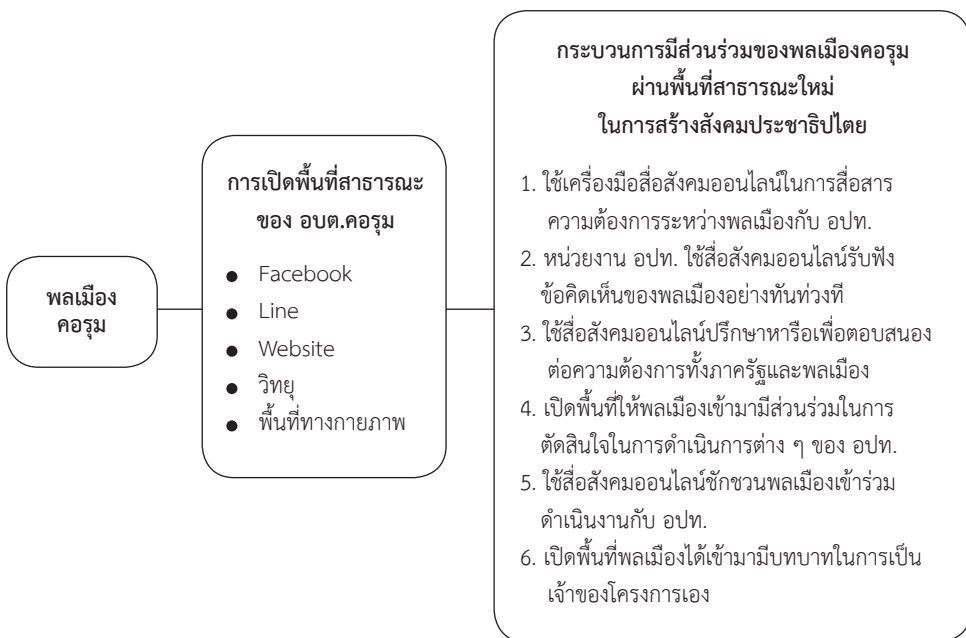 พลเมือง
คอรุม
การเปิดพื้นที่สาธารณะ
ของ อบต.คอรุม
● Facebook
● Line
● Website
● วิทยุ
● พื้นที่ทางกายภาพ
กระบวนการมีส่วนร่วมของพลเมืองคอรุม
ผ่านพื้นที่สาธารณะใหม่
ในการสร้างสังคมประชาธิปไตย
1. ใช้เครื่องมือสื่อสังคมออนไลน์ในการสื่อสาร
ความต้องการระหว่างพลเมืองกับ อปท.
2. หน่วยงาน อปท. ใช้สื่อสังคมออนไลน์รับฟัง
ข้อคิดเห็นของพลเมืองอย่างทันท่วงที
3. ใช้สื่อสังคมออนไลน์ปรึกษาหารือเพื่อตอบสนอง
ต่อความต้องการทั้งภาครัฐและพลเมือง
4. เปิดพื้นที่ให้พลเมืองเข้ามามีส่วนร่วมในการ
ตัดสินใจในการดำเนินการต่าง ๆ ของ อปท.
5. ใช้สื่อสังคมออนไลน์ชักชวนพลเมืองเข้าร่วม
ดำเนินงานกับ อปท.
6. เปิดพื้นที่พลเมืองได้เข้ามามีบทบาทในการเป็น
เจ้าของโครงการเอง